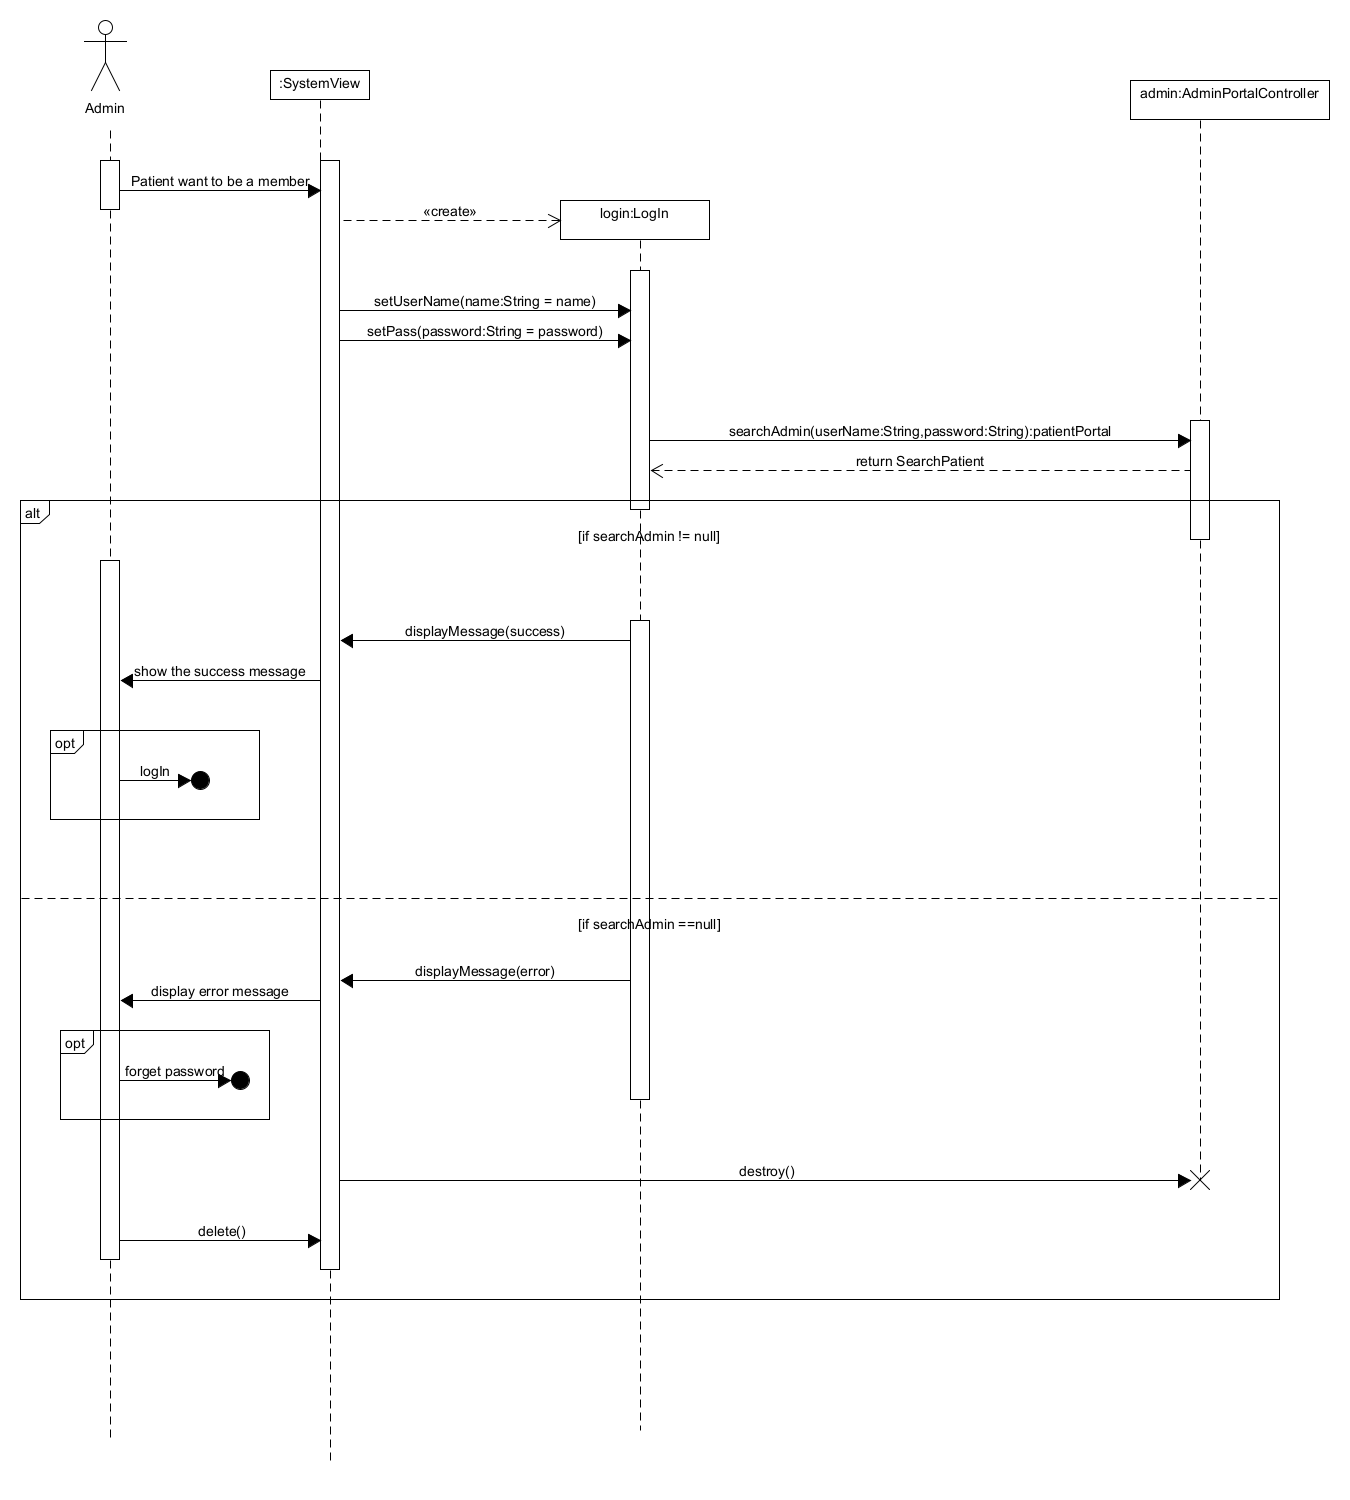 Admin
:SystemView
admin:AdminPortalController
Patient want to be a member
«create»
login:LogIn
setUserName(name:String = name)
setPass(password:String = password)
searchAdmin(userName:String,password:String):patientPortal
return SearchPatient
alt
[if searchAdmin != null]
displayMessage(success)
show the success message
opt
logIn
[if searchAdmin ==null]
displayMessage(error)
display error message
opt
forget password
destroy()
delete()